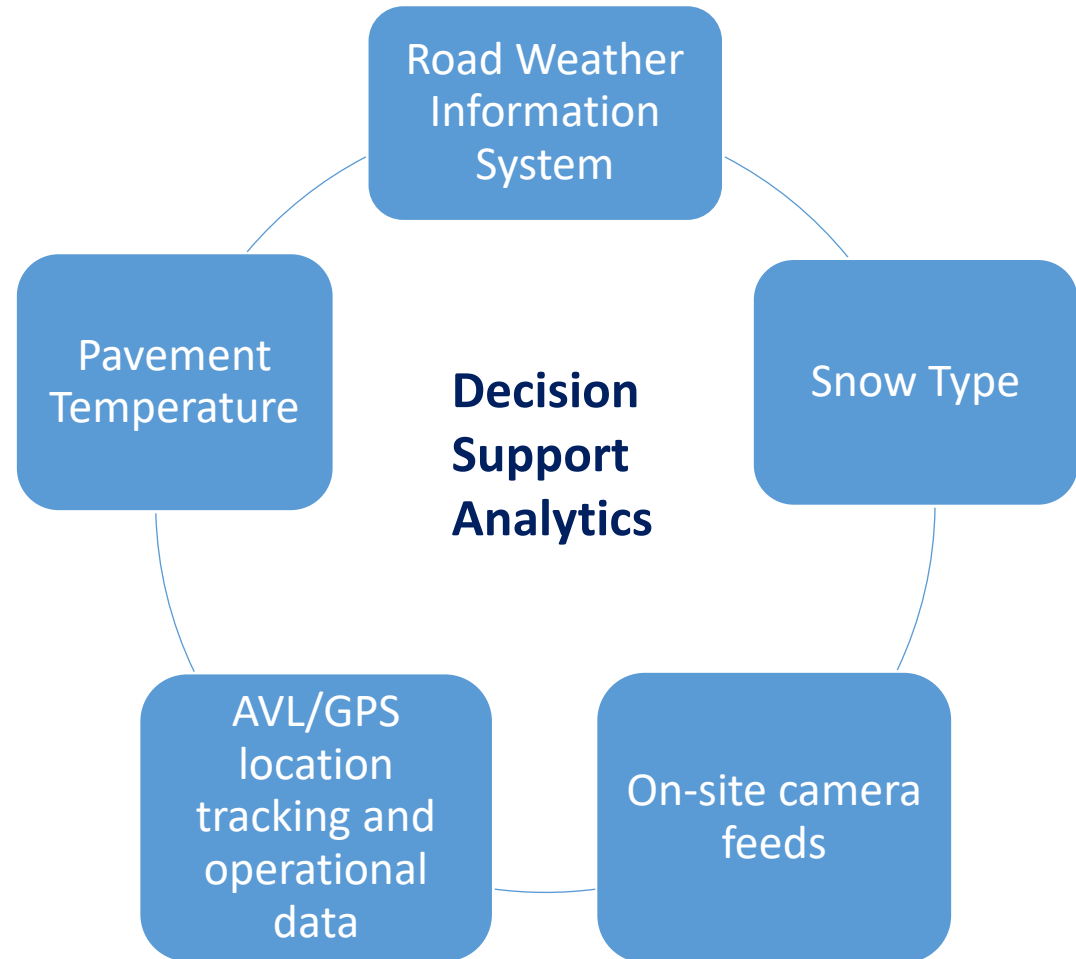 Road Weather
Information
System
Pavement
Temperature
Decision
Support
Analytics
Snow Type
AVL/GPS
location
tracking and
operational
data
On-site camera
feeds